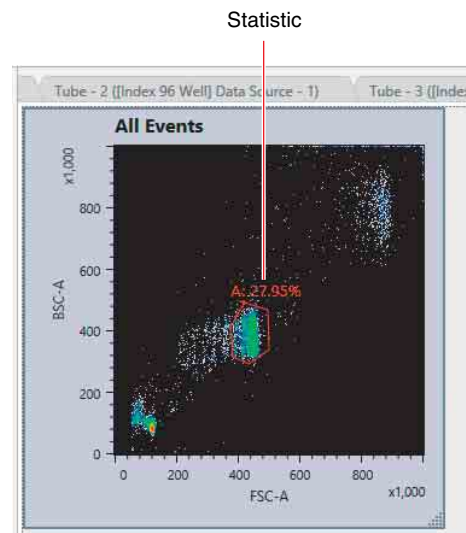 Statistic
Tube - 2 ([Index 96 Well] Data Source - 1)
Tube - 3 ([Index
All Events
x1,000
800
600
400
200
0
BSC-A
A: 27.95%
0 200 400 600 800
FSC-A
x1,000